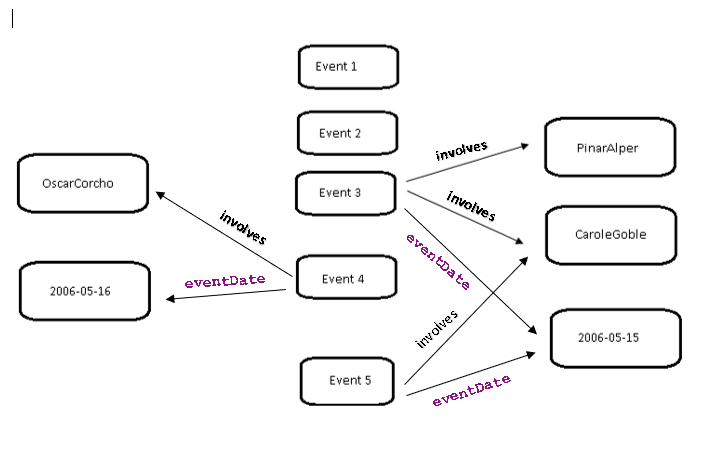 Event 1
Event 2
involves
PinarAlper
OscarCorcho
Event 3
involves
involves
CaroleGoble
eventDate
Event 4
eventDate
2006-05-16
involves
2006-05-15
Event 5
eventDate